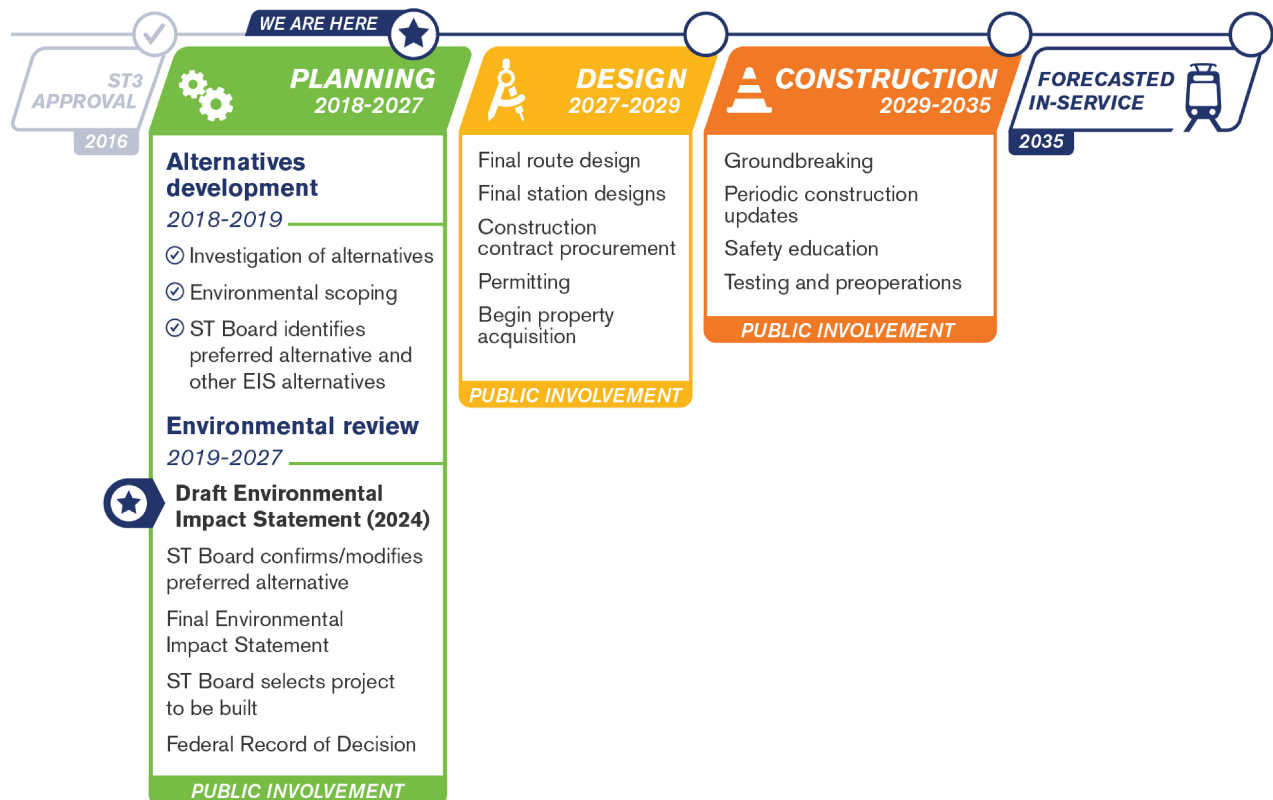 WE ARE HERE
ST3
APPROVAL
2016
PLANNING
2018-2027
Alternatives
development
2018-2019
Investigation of alternatives
Environmental scoping
ST Board identifies
preferred alternative and
other EIS alternatives
Environmental review
2019-2027
Draft Environmental
Impact Statement (2024)
ST Board confirms/modifies
preferred alternative
Final Environmental
Impact Statement
ST Board selects project
to be built
Federal Record of Decision
PUBLIC INVOLVEMENT
DESIGN
2027-2029
Final route design
Final station designs
Construction
contract procurement
Permitting
Begin property
acquisition
PUBLIC INVOLVEMENT
CONSTRUCTION
2029-2035
Groundbreaking
Periodic construction
updates
Safety education
Testing and preoperations
PUBLIC INVOLVEMENT
FORECASTED
IN-SERVICE
2035